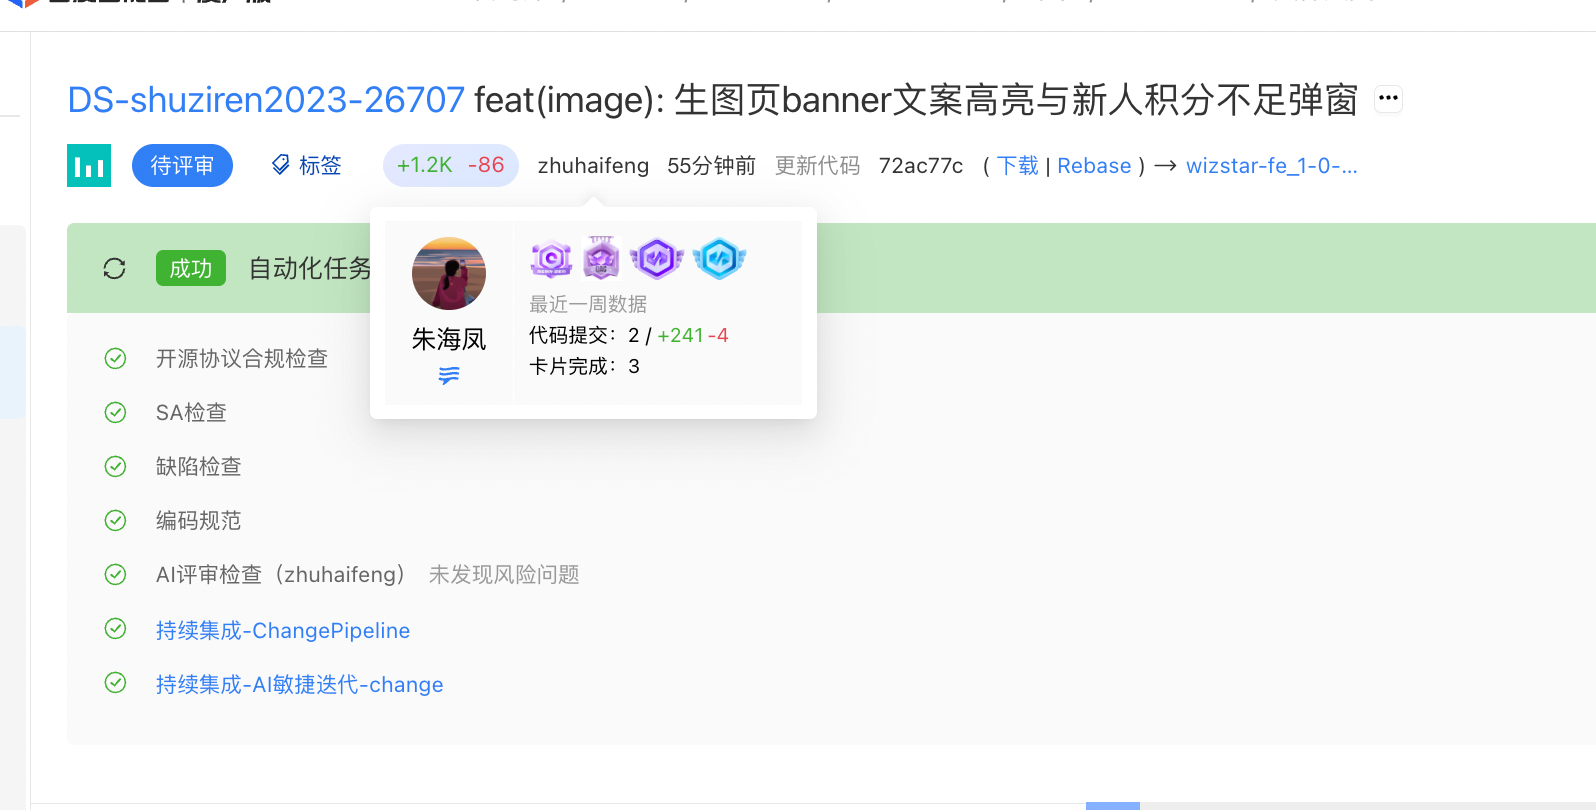 DS-shuziren2023-26707 feat(image): 生图页banner文案高亮与新人积分不足弹窗
待评审 标签 +1.2K -86 zhuhaifeng 55分钟前 更新代码 72ac77c ( 下载 | Rebase ) → wizstar-fe_1-0-...
成功 自动化任务
朱海凤
最近一周数据
代码提交: 2 / +241 -4
卡片完成: 3
开源协议合规检查
SA检查
缺陷检查
编码规范
AI评审检查（zhuhaifeng） 未发现风险问题
持续集成-ChangePipeline
持续集成-AI敏捷迭代-change